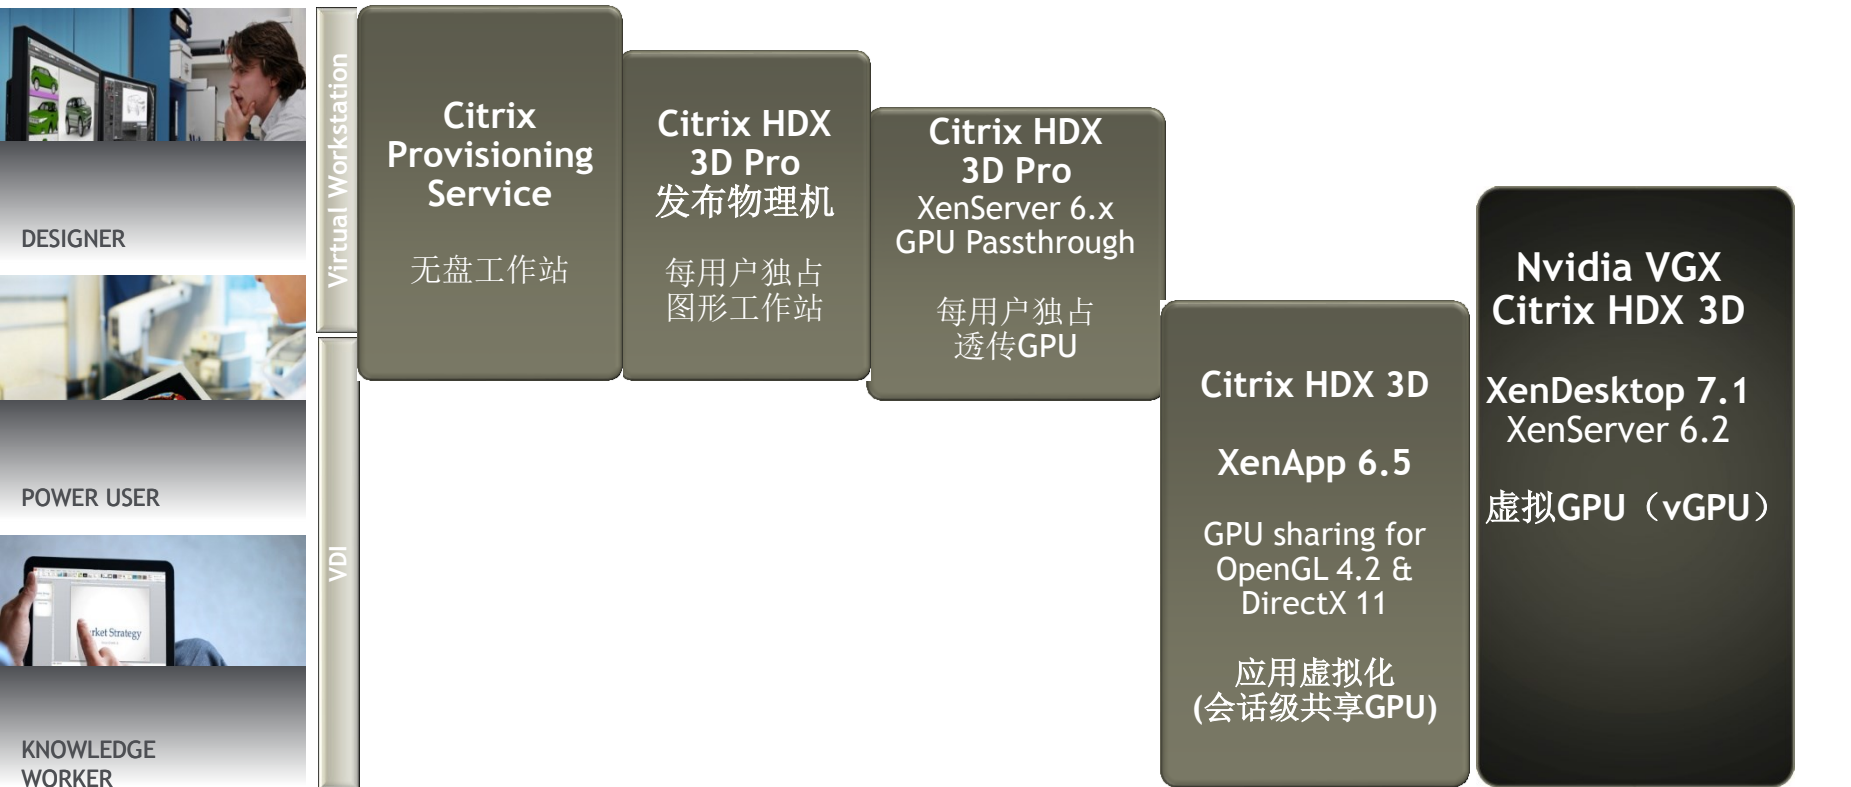 DESIGNER
POWER USER
rket Strategy
KNOWLEDGE
WORKER
Virtual Workstation
VDI
Citrix
Provisioning
Service
无盘工作站
Citrix HDX
3D Pro
发布物理机
每用户独占
图形工作站
Citrix HDX
3D Pro
XenServer 6.x
GPU Passthrough
每用户独占
透传GPU
Citrix HDX 3D
XenApp 6.5
GPU sharing for
OpenGL 4.2 &
DirectX 11
应用虚拟化
(会话级共享GPU)
Nvidia VGX
Citrix HDX 3D
XenDesktop 7.1
XenServer 6.2
虚拟GPU（vGPU）